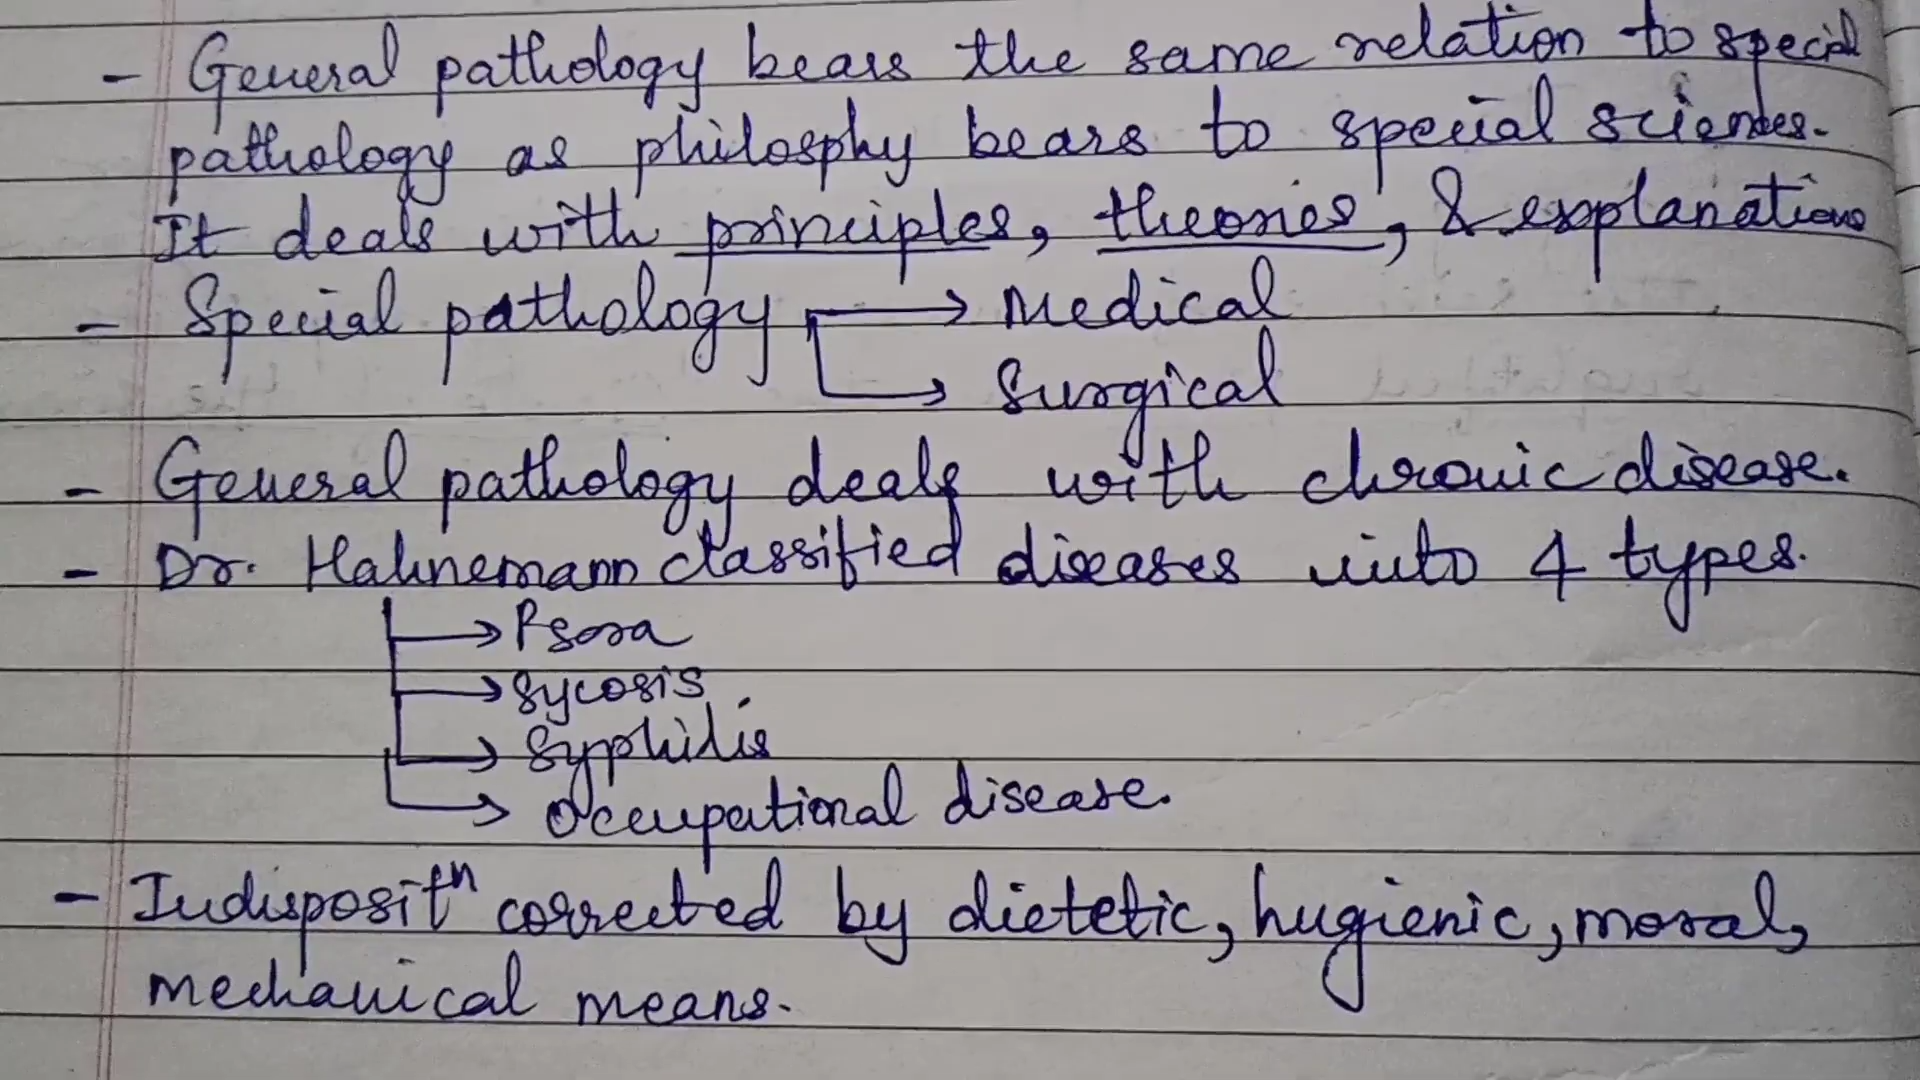 - General pathology bears the same relation to special
pathology as philosphy bears to special sciences.
It deals with principles, theories, & explanations
- Special pathology → Medical
→ Surgical
- General pathology deals with chronic disease.
- Dr. Hahnemann classified diseases into 4 types.
→ Psora
→ Sycosis
→ Syphilis
→ Occupational disease.
- Indispositⁿ corrected by dietetic, hygienic, moral,
mechanical means.